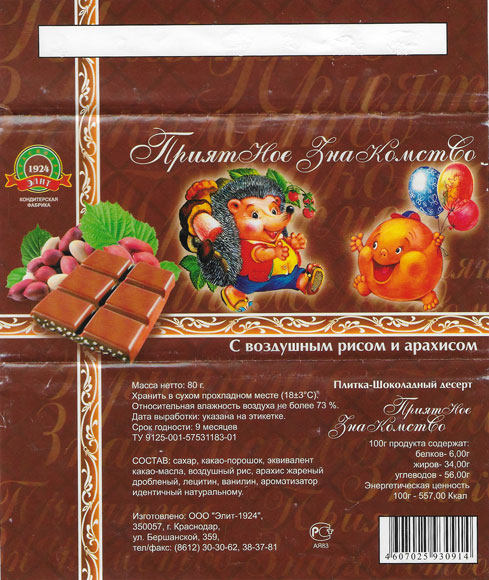 ЭЛИТ
1924
ЭЛИТ
КОНДИТЕРСКАЯ
ФАБРИКА
ПриятНое ЗнаКомстВо
С воздушным рисом и арахисом
Масса нетто: 80 г.
Хранить в сухом прохладном месте (18±3°С).
Относительная влажность воздуха не более 73 %.
Дата выработки: указана на этикетке.
Срок годности: 9 месяцев
ТУ 9125-001-57531183-01
СОСТАВ: сахар, какао-порошок, эквивалент
какао-масла, воздушный рис, арахис жареный
дробленый, лецитин, ванилин, ароматизатор
идентичный натуральному.
Изготовлено: ООО "Элит-1924",
350057, г. Краснодар,
ул. Бершанской, 359,
тел/факс: (8612) 30-30-62, 38-37-81
Плитка-Шоколадный десерт
ПриятНое
ЗнаКомстВо
100г продукта содержат:
белков- 6,00г
жиров- 34,00г
углеводов - 56,00г
Энергетическая ценность
100г - 557,00 Ккал
РСТ
АЯ83
4607025930914